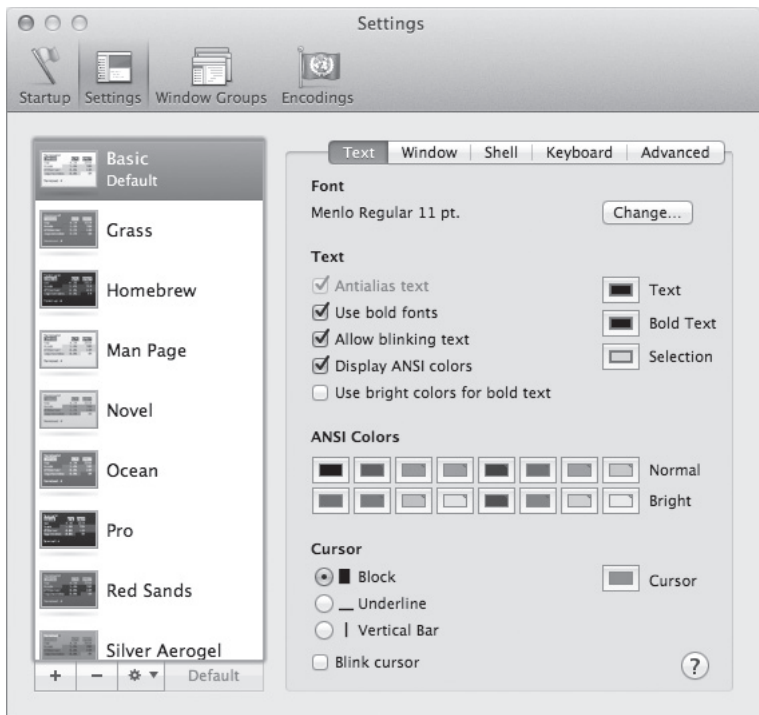 Settings
Startup Settings Window Groups Encodings
Basic
Default
Grass
Homebrew
Man Page
Novel
Ocean
Pro
Red Sands
Silver Aerogel
+ − Default
Text Window Shell Keyboard Advanced
Font
Menlo Regular 11 pt. Change...
Text
Antialias text
Use bold fonts
Allow blinking text
Display ANSI colors
Use bright colors for bold text
Text
Bold Text
Selection
ANSI Colors
Normal
Bright
Cursor
Block
Underline
Vertical Bar
Blink cursor
Cursor
?